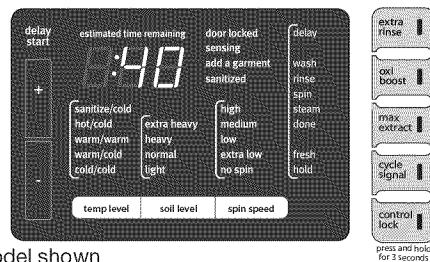 delay
start
+
-
estimated time remaining
:40
door locked
sensing
add a garment
sanitized
delay
wash
rinse
spin
steam
done
fresh
hold
sanitize/cold
hot/cold
warm/warm
warm/cold
cold/cold
extra heavy
heavy
normal
light
high
medium
low
extra low
no spin
temp level
soil level
spin speed
extra
rinse
oxi
boost
max
extract
cycle
signal
control
lock
press and hold
for 3 seconds
odel shown